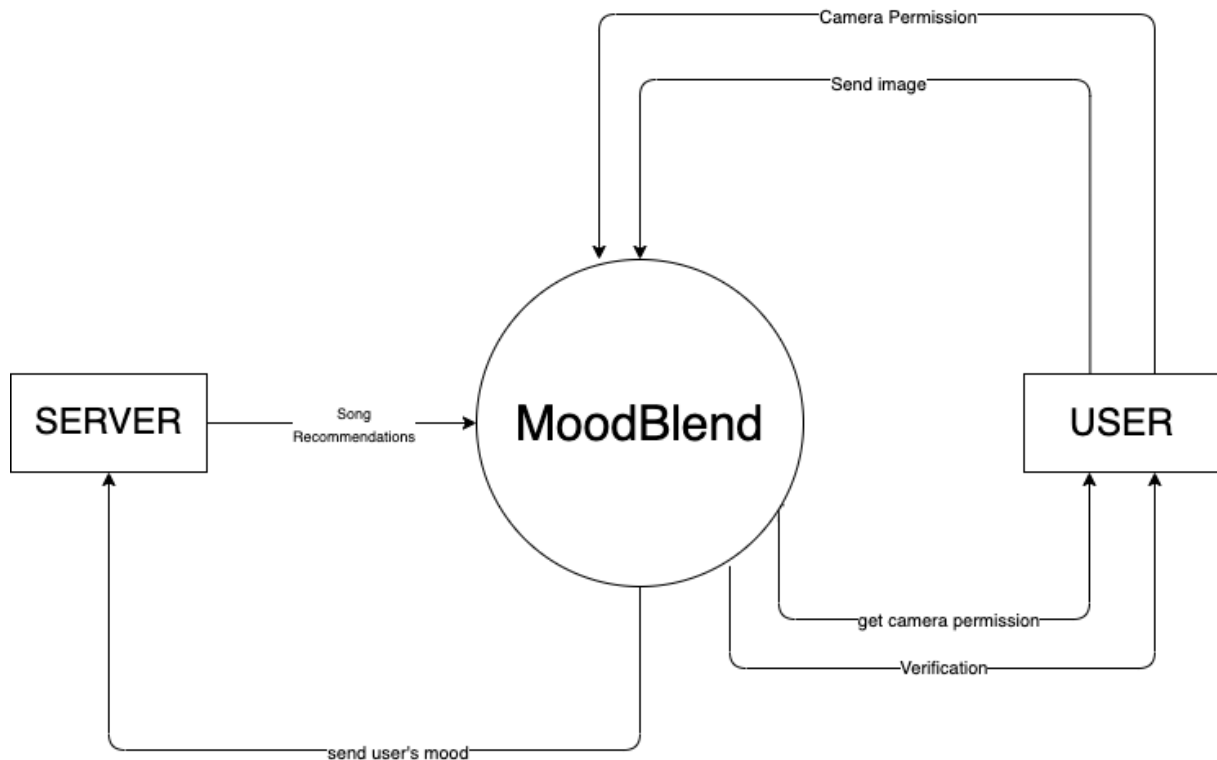 Camera Permission
Send image
SERVER
Song
Recommendations
MoodBlend
USER
get camera permission
Verification
send user's mood